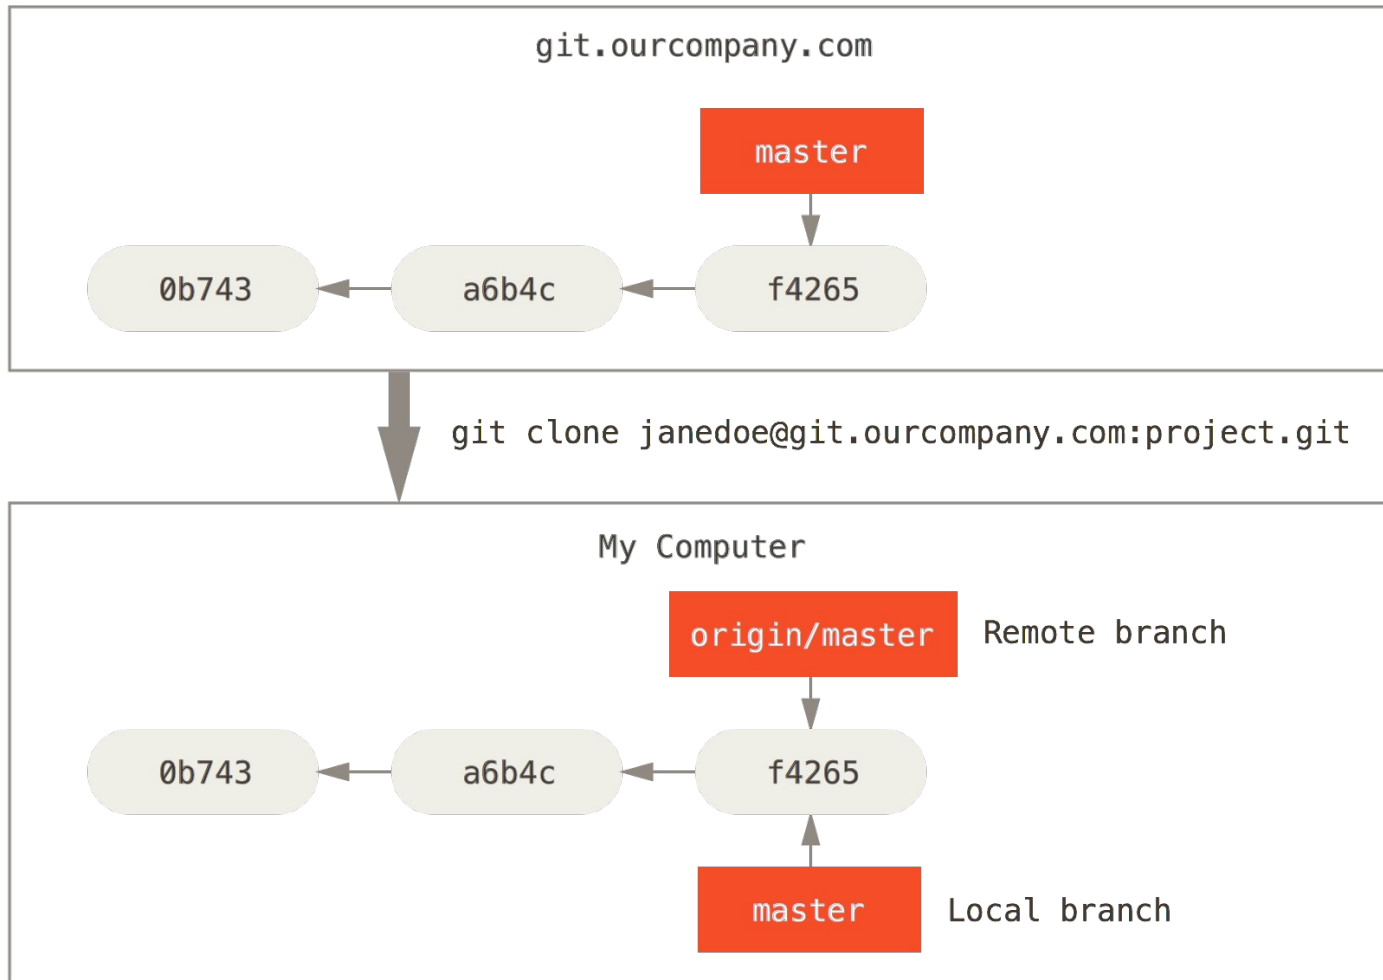 git.ourcompany.com
master
0b743 a6b4c f4265
git clone janedoe@git.ourcompany.com:project.git
My Computer
origin/master Remote branch
0b743 a6b4c f4265
master Local branch